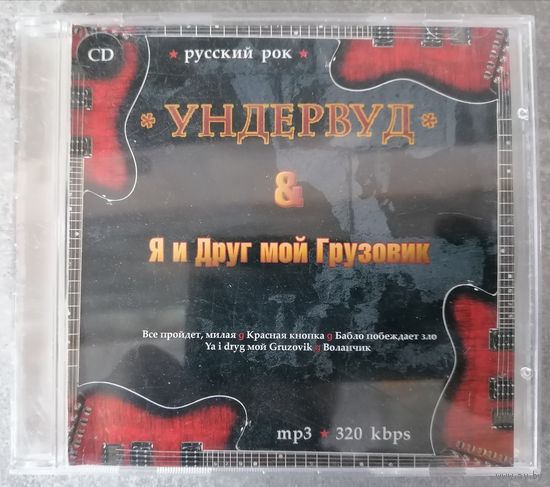 CD
★ русский рок ★
* УНДЕРВУД *
&
Я и Друг мой Грузовик
Все пройдет, милая g Красная кнопка g Бабло побеждает зло
Ya i dryg мой Gruzovik g Воланчик
mp3 ★ 320 kbps